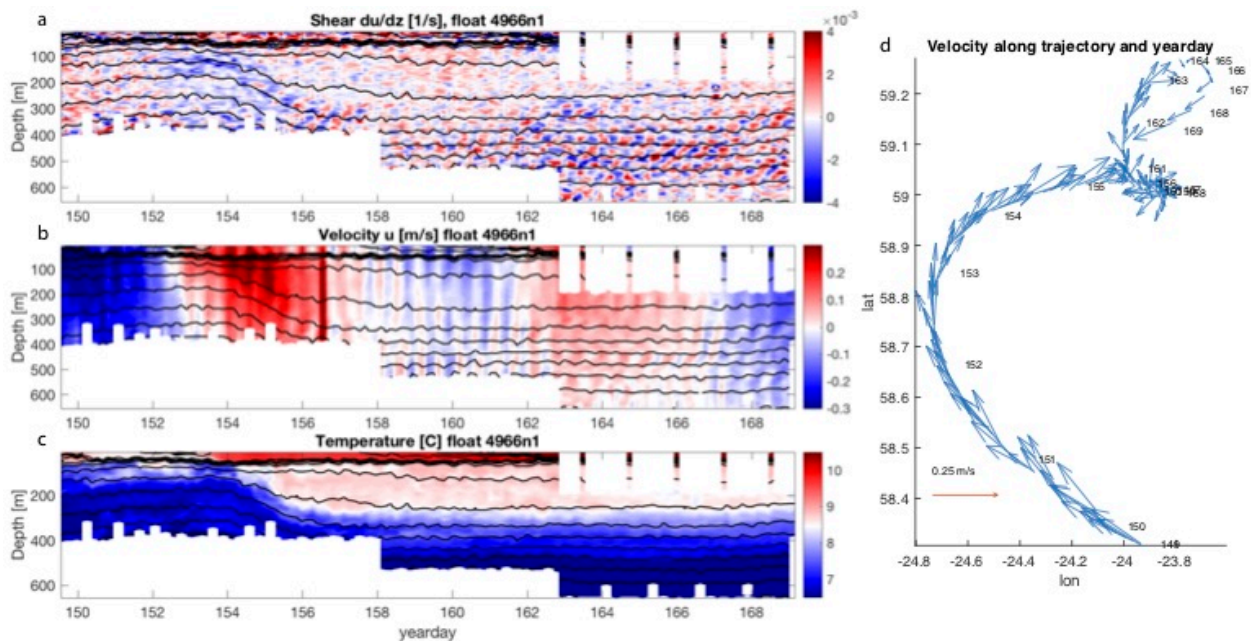 a
Shear du/dz [1/s], float 4966n1
×10⁻³
Depth [m]
100
200
300
400
500
600
4
2
0
-2
-4
150 152 154 156 158 160 162 164 166 168
b
Velocity u [m/s] float 4966n1
Depth [m]
100
200
300
400
500
600
0.2
0.1
0
-0.1
-0.2
-0.3
150 152 154 156 158 160 162 164 166 168
c
Temperature [C] float 4966n1
Depth [m]
200
400
600
10
9
8
7
150 152 154 156 158 160 162 164 166 168
yearday
d
Velocity along trajectory and yearday
lat
59.2
59.1
59
58.9
58.8
58.7
58.6
58.5
58.4
164 165
163 166
167
162 168
169
161
155
154
153
152
151
0.25 m/s
150
-24.8 -24.6 -24.4 -24.2 -24 -23.8
lon